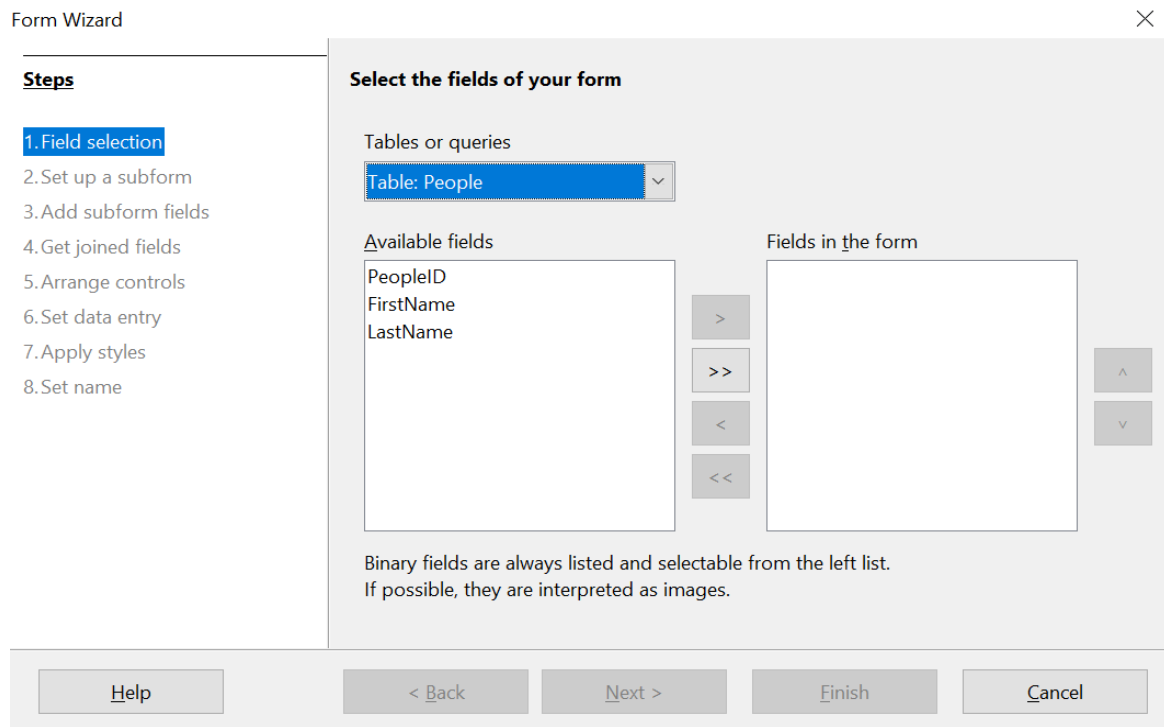 Form Wizard
Steps
1.Field selection
2.Set up a subform
3.Add subform fields
4.Get joined fields
5.Arrange controls
6.Set data entry
7.Apply styles
8.Set name
Select the fields of your form
Tables or queries
Table: People
Available fields
PeopleID
FirstName
LastName
>
>>
<
<<
Fields in the form
^
v
Binary fields are always listed and selectable from the left list.
If possible, they are interpreted as images.
Help
< Back
Next >
Finish
Cancel